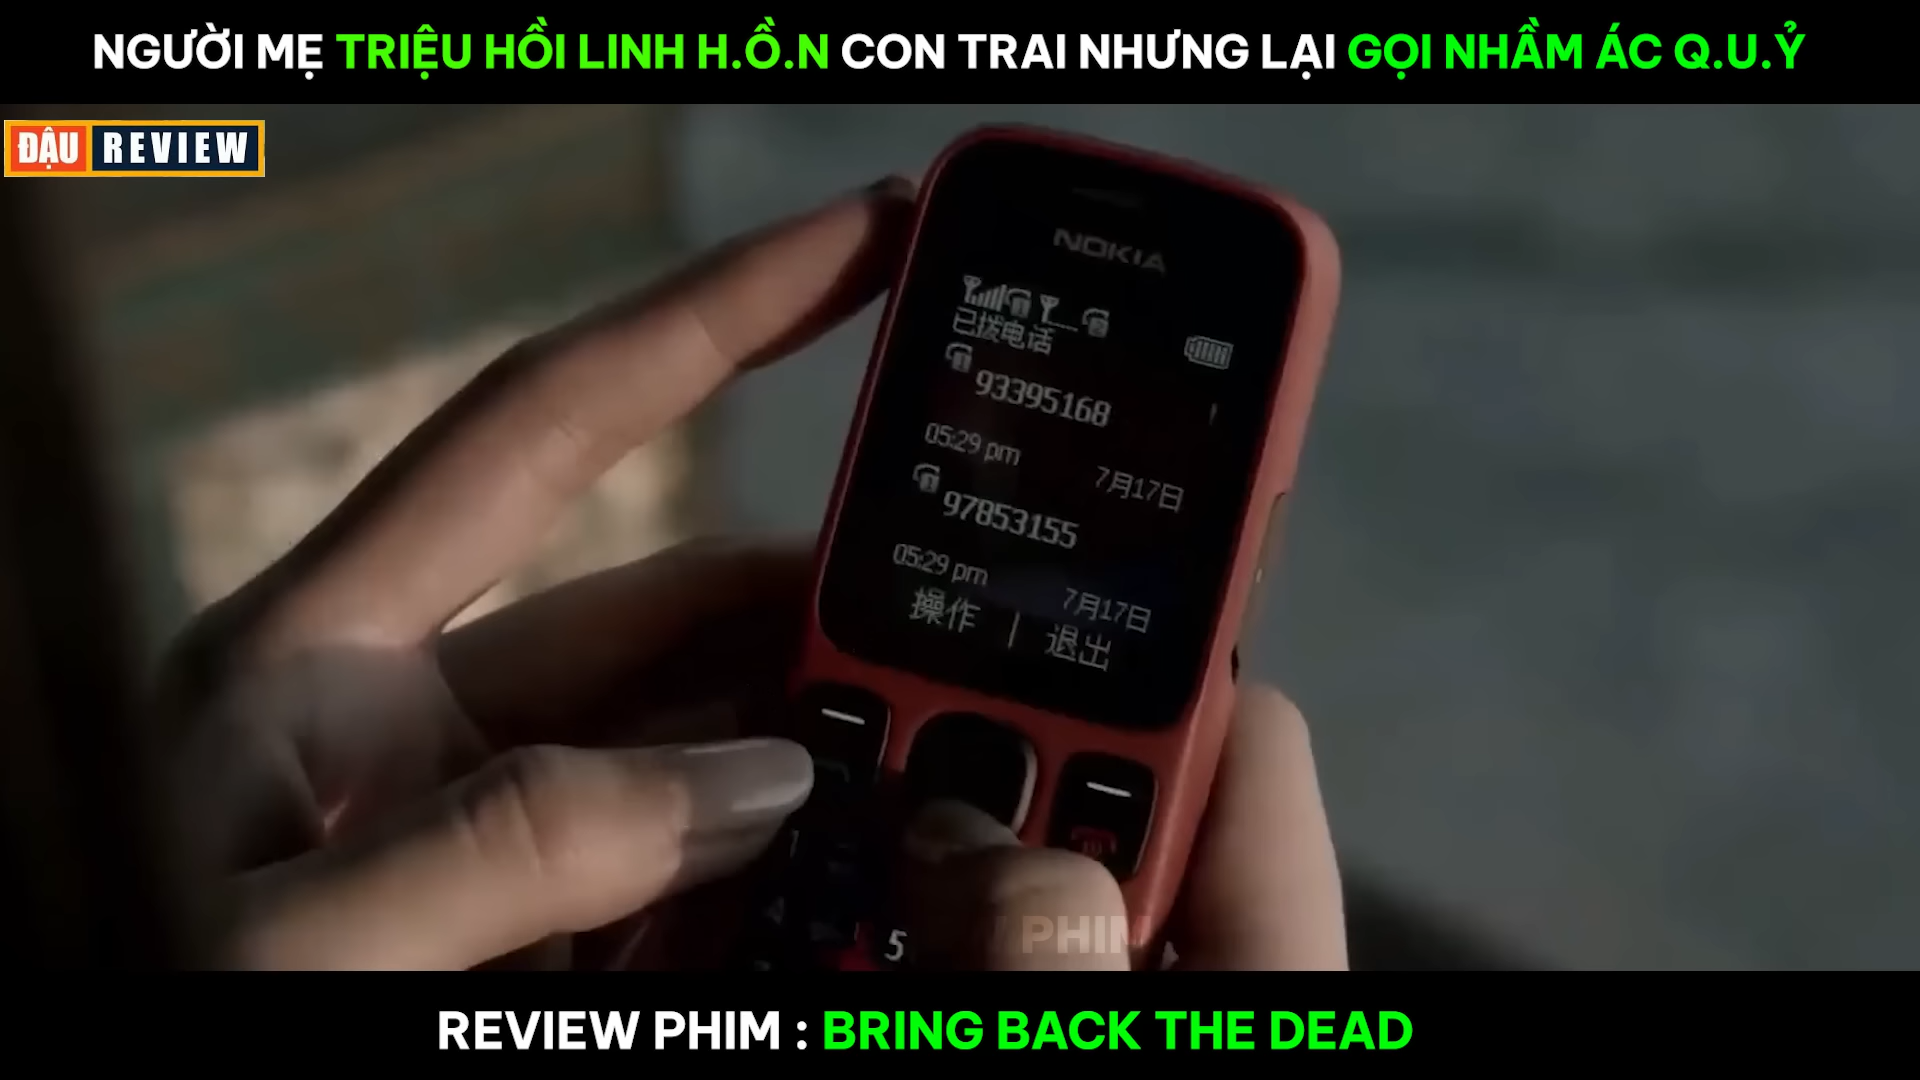 NGƯỜI MẸ TRIỆU HỒI LINH H.Ồ.N CON TRAI NHƯNG LẠI GỌI NHẦM ÁC Q.U.Ỷ
ĐẬU REVIEW
NOKIA
已拨电话
93395168
05:29 pm 7月17日
97853155
05:29 pm 7月17日
操作 | 退出
1
5
PHIM
REVIEW PHIM : BRING BACK THE DEAD